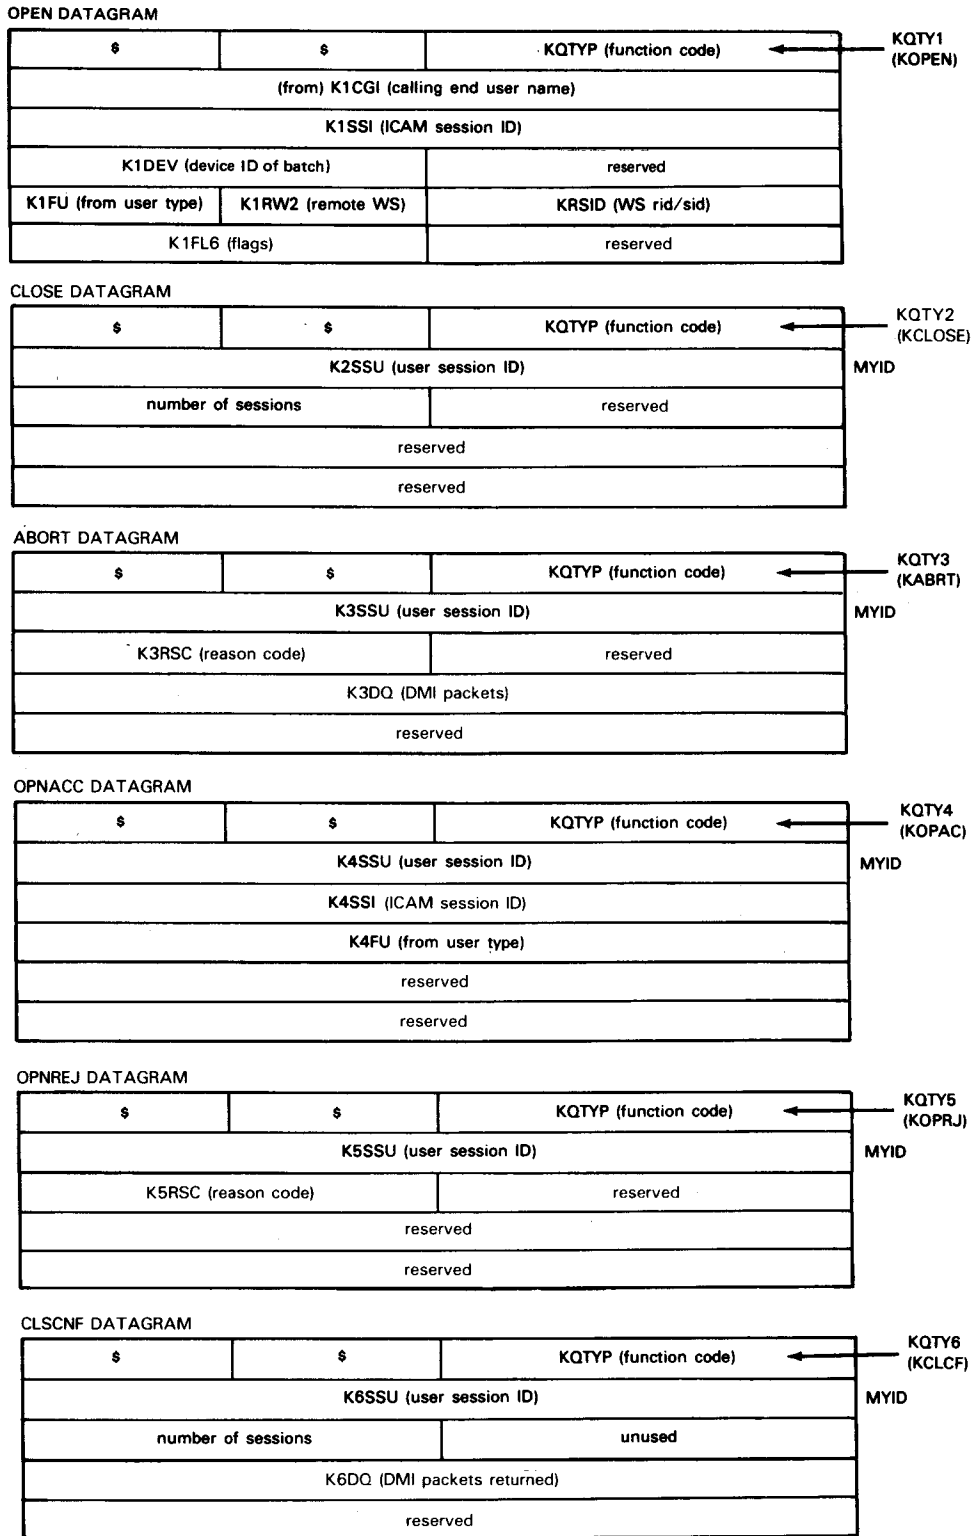 OPEN DATAGRAM
$ $ KQTYP (function code) KQTY1
(KOPEN)
(from) K1CGI (calling end user name)
K1SSI (ICAM session ID)
K1DEV (device ID of batch) reserved
K1FU (from user type) K1RW2 (remote WS) KRSID (WS rid/sid)
K1FL6 (flags) reserved
CLOSE DATAGRAM
$ $ KQTYP (function code) KQTY2
(KCLOSE)
K2SSU (user session ID) MYID
number of sessions reserved
reserved
reserved
ABORT DATAGRAM
$ $ KQTYP (function code) KQTY3
(KABRT)
K3SSU (user session ID) MYID
K3RSC (reason code) reserved
K3DQ (DMI packets)
reserved
OPNACC DATAGRAM
$ $ KQTYP (function code) KQTY4
(KOPAC)
K4SSU (user session ID) MYID
K4SSI (ICAM session ID)
K4FU (from user type)
reserved
reserved
OPNREJ DATAGRAM
$ $ KQTYP (function code) KQTY5
(KOPRJ)
K5SSU (user session ID) MYID
K5RSC (reason code) reserved
reserved
reserved
CLSCNF DATAGRAM
$ $ KQTYP (function code) KQTY6
(KCLCF)
K6SSU (user session ID) MYID
number of sessions unused
K6DQ (DMI packets returned)
reserved